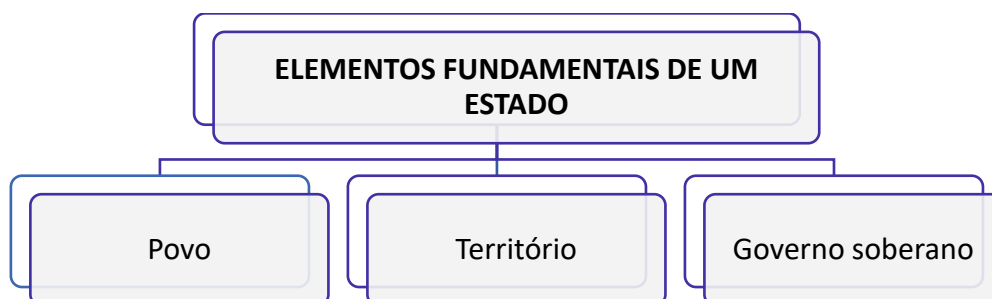 ELEMENTOS FUNDAMENTAIS DE UM
ESTADO
Povo
Território
Governo soberano